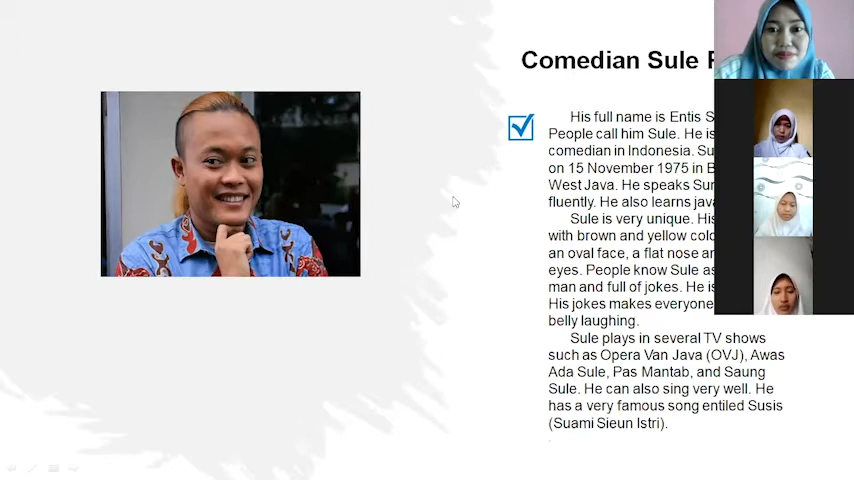 Comedian Sule
His full name is Entis
People call him Sule. He is
comedian in Indonesia.
on 15 November 1975 in
West Java. He speaks
fluently. He also learns
Sule is very unique. His
with brown and yellow
an oval face, a flat nose
eyes. People know Sule as
man and full of jokes. He is
His jokes makes everyone
belly laughing.
Sule plays in several TV shows
such as Opera Van Java (OVJ), Awas
Ada Sule, Pas Mantab, and Saung
Sule. He can also sing very well. He
has a very famous song entiled Susis
(Suami Sieun Istri).